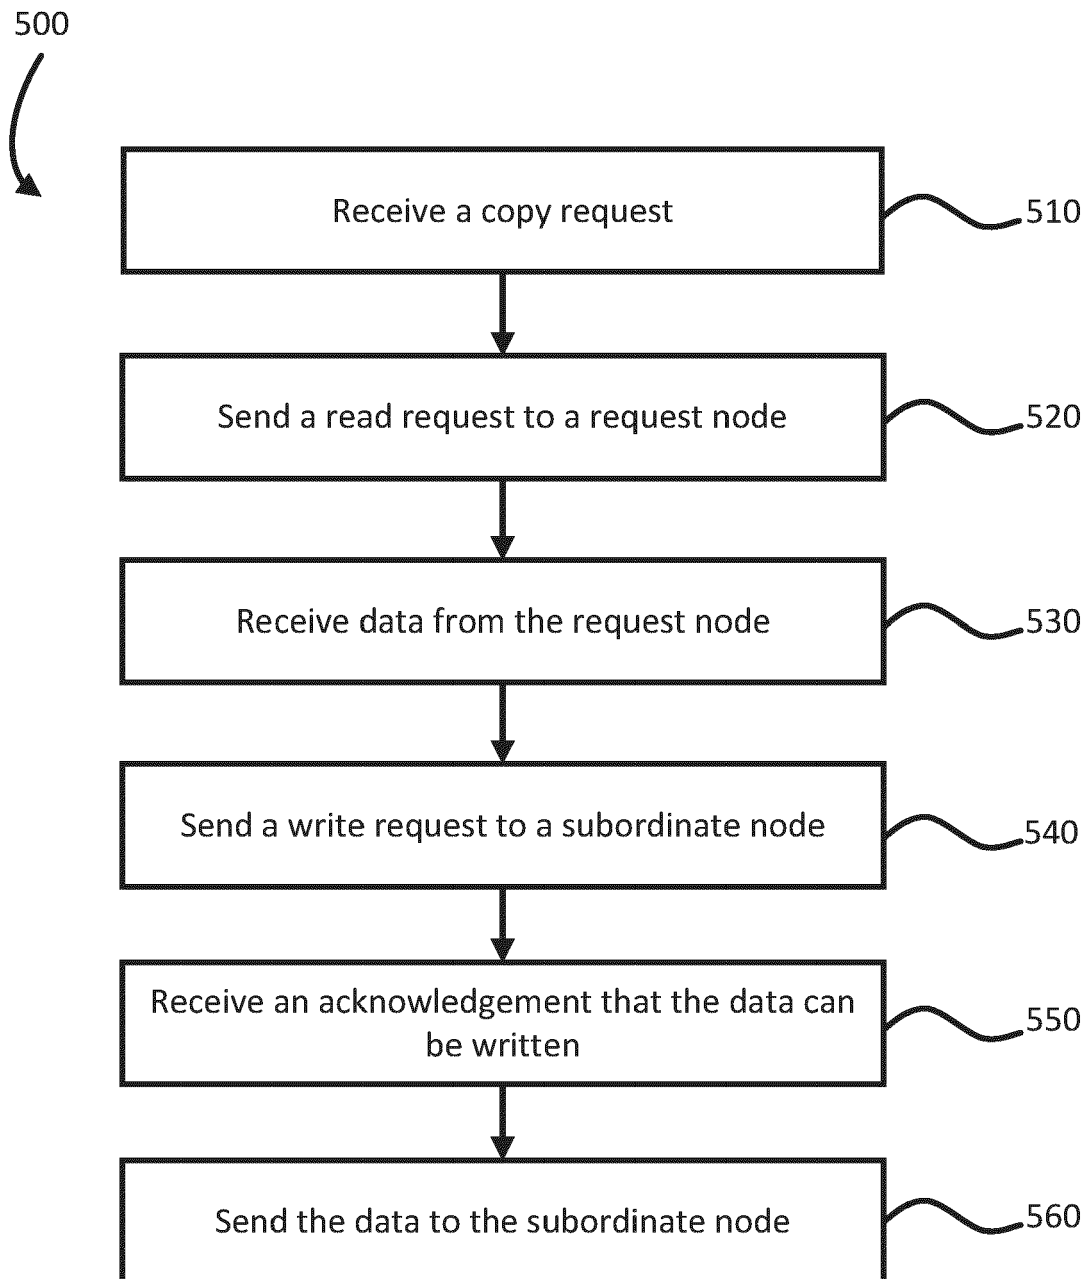 500
Receive a copy request
510
Send a read request to a request node
520
Receive data from the request node
530
Send a write request to a subordinate node
540
Receive an acknowledgement that the data can
be written
550
Send the data to the subordinate node
560